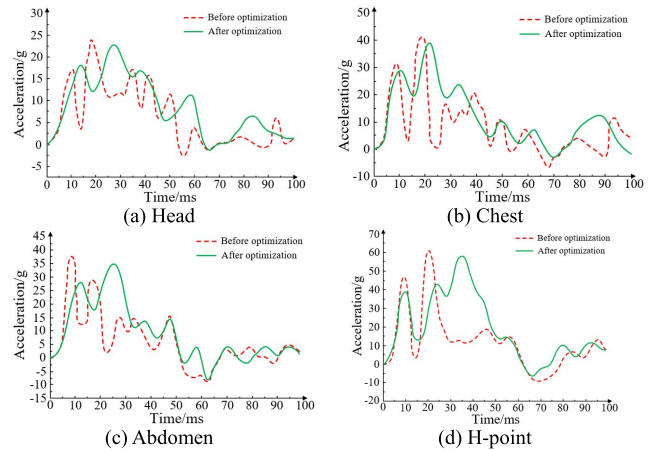 Before optimization
After optimization
Acceleration/g
30
25
20
15
10
5
0
-5
0 10 20 30 40 50 60 70 80 90 100
Time/ms
(a) Head
Before optimization
After optimization
Acceleration/g
50
40
30
20
10
0
-10
0 10 20 30 40 50 60 70 80 90 100
Time/ms
(b) Chest
Before optimization
After optimization
Acceleration/g
45
40
35
30
25
20
15
10
5
0
-5
-10
-15
0 10 20 30 40 50 60 70 80 90 100
Time/ms
(c) Abdomen
Before optimization
After optimization
Acceleration/g
70
60
50
40
30
20
10
0
-10
-20
0 10 20 30 40 50 60 70 80 90 100
Time/ms
(d) H-point